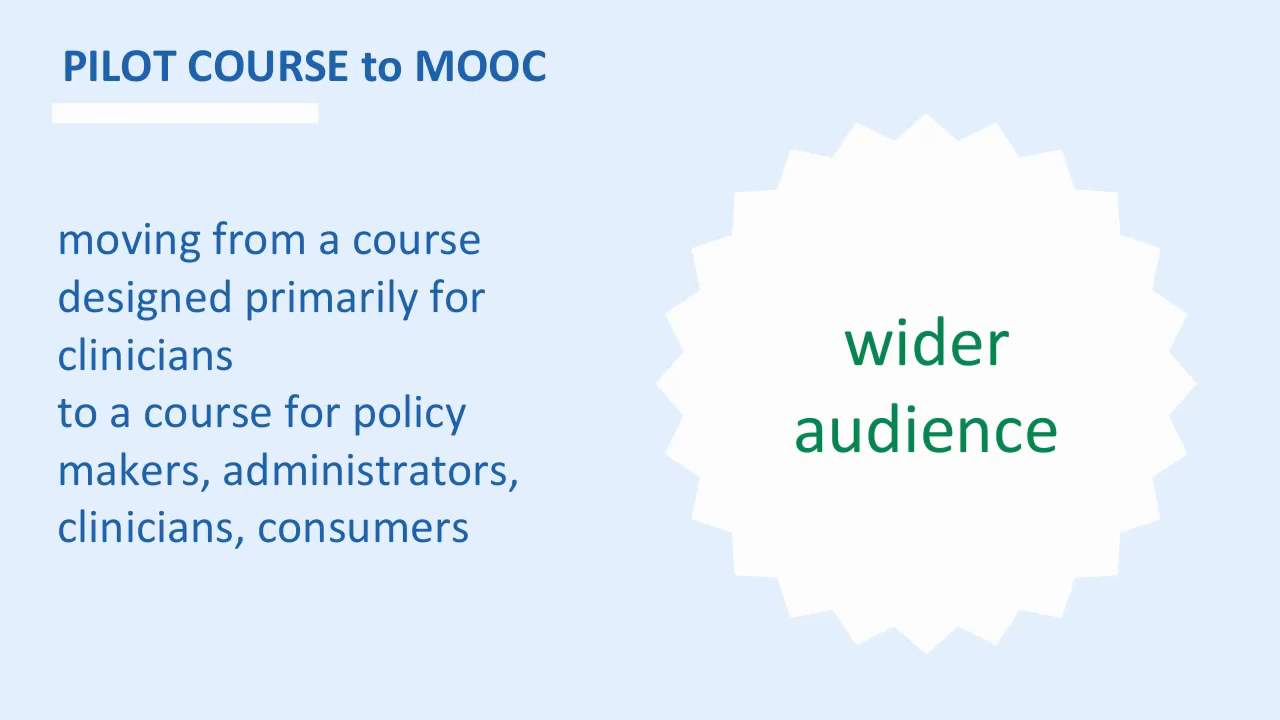 PILOT COURSE to MOOC
moving from a course
designed primarily for
clinicians
to a course for policy
makers, administrators,
clinicians, consumers
wider
audience